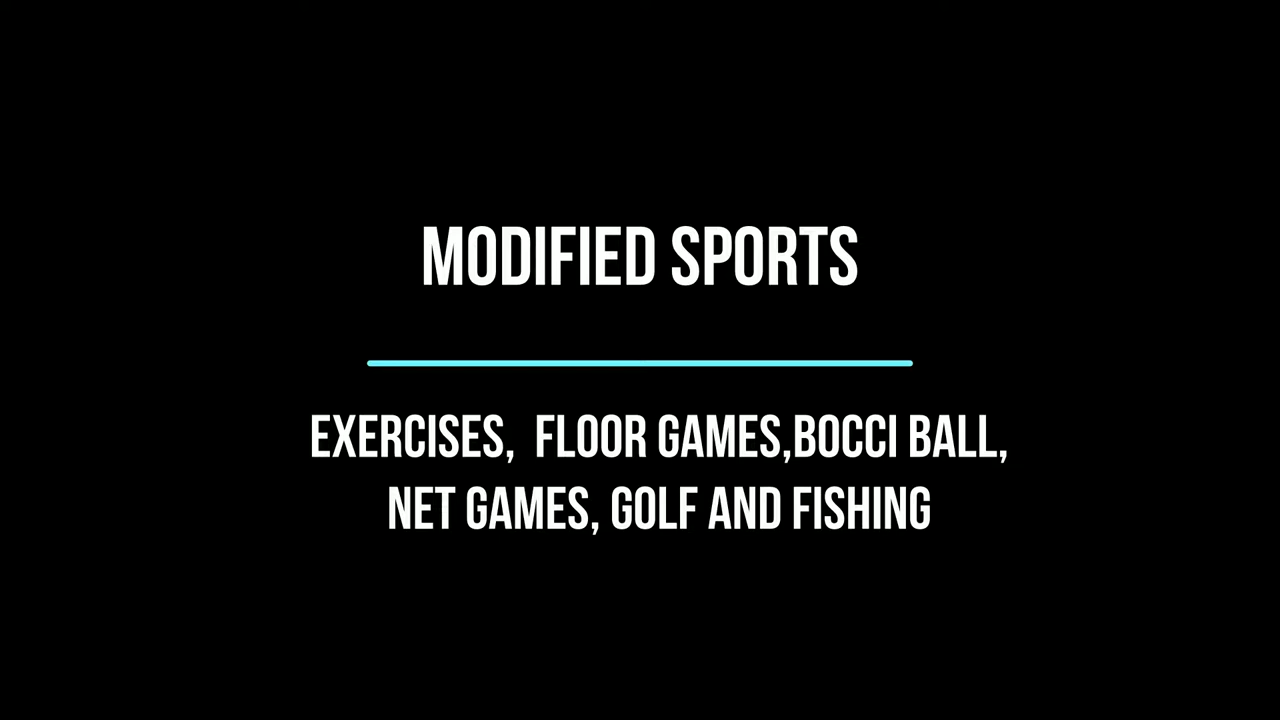 MODIFIED SPORTS
EXERCISES,  FLOOR GAMES,BOCCI BALL,
NET GAMES, GOLF AND FISHING